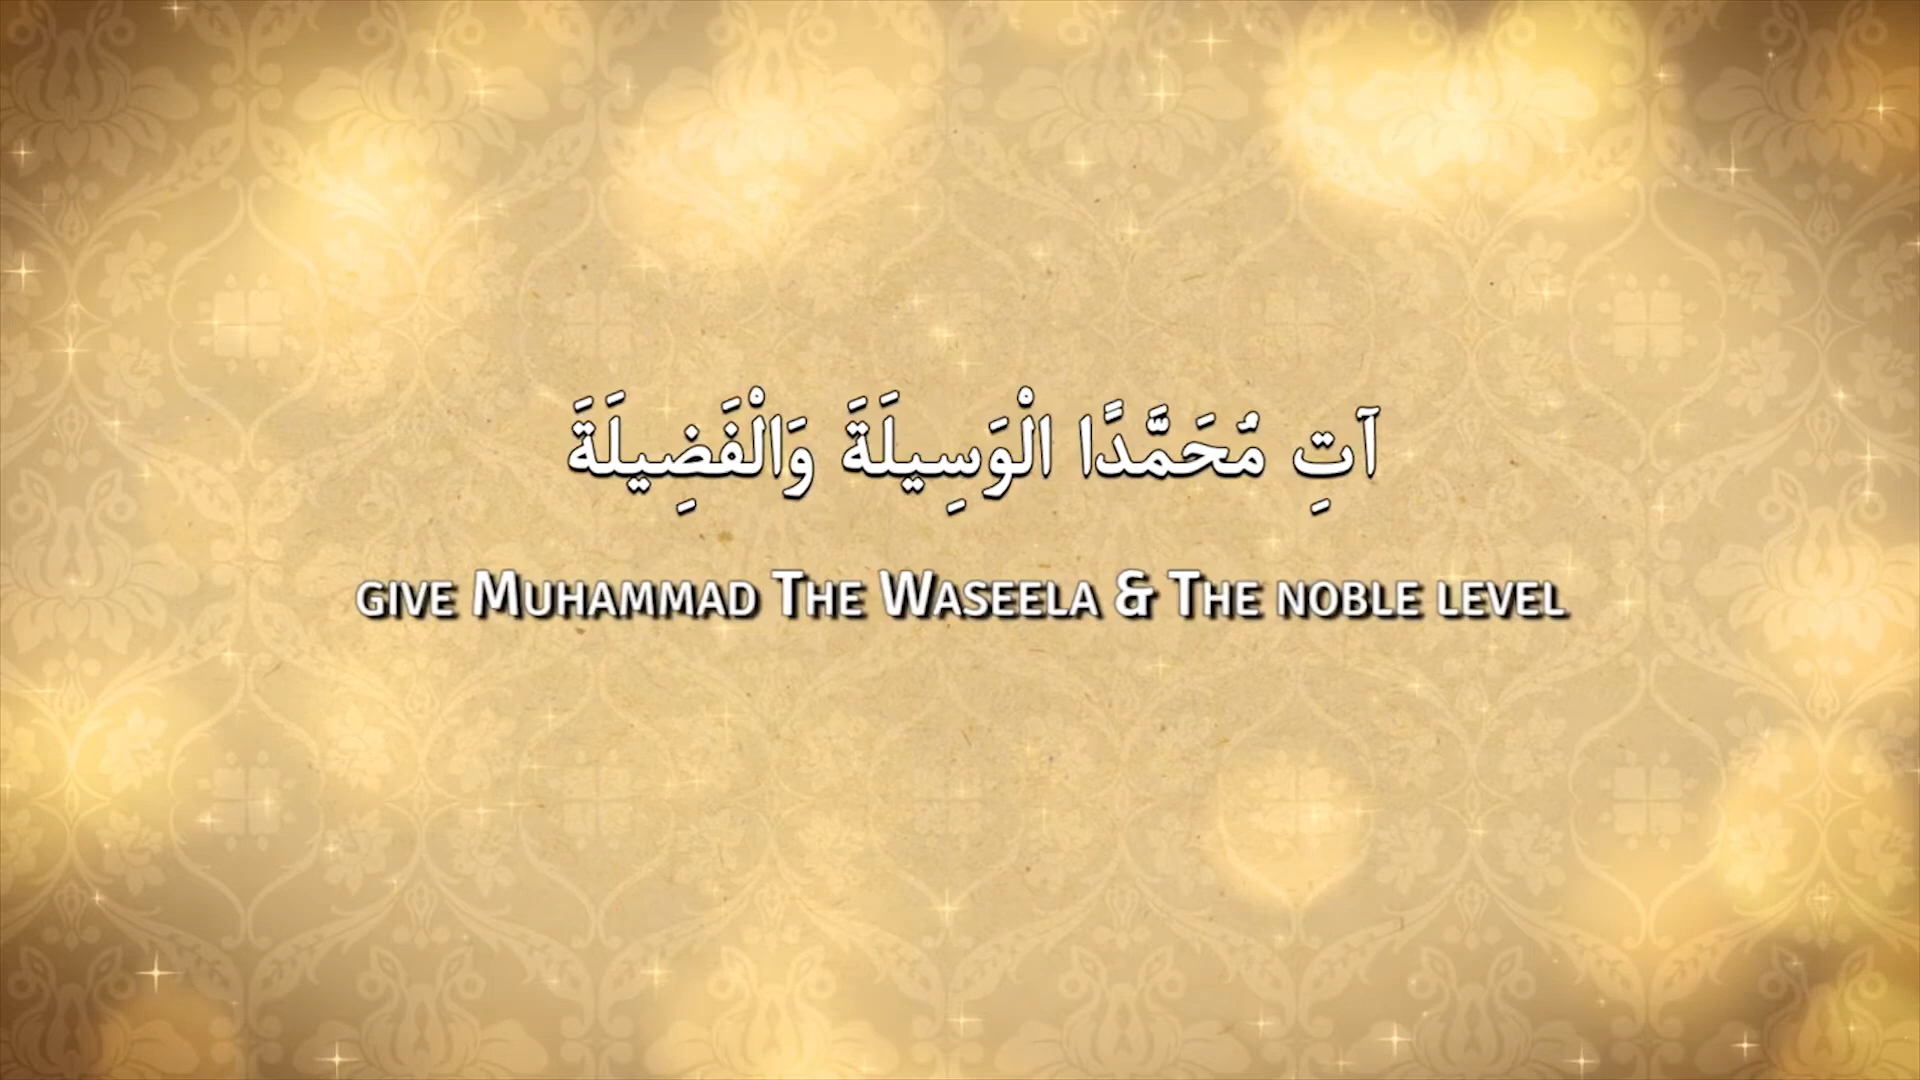 آتِ مُحَمَّدًا الْوَسِيلَةَ وَالْفَضِيلَةَ
give Muhammad The Waseela & The noble level